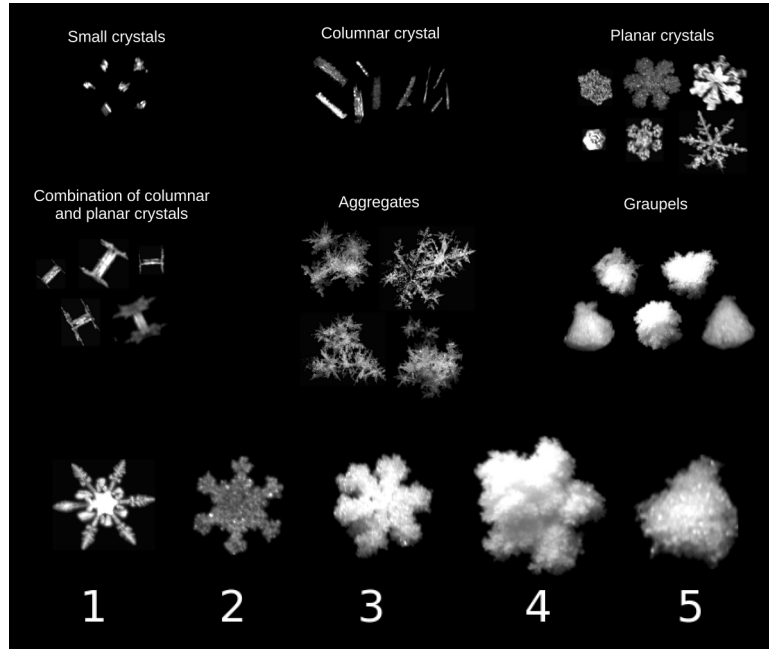 Small crystals
Columnar crystal
Planar crystals
Combination of columnar
and planar crystals
Aggregates
Graupels
1 2 3 4 5